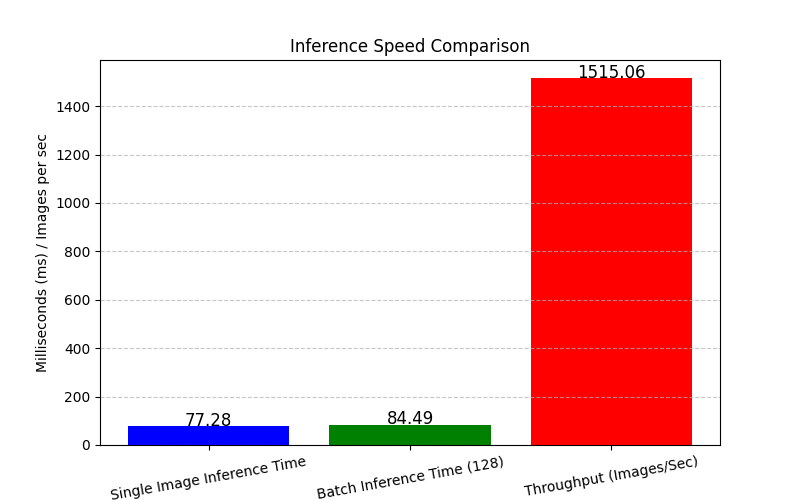 Inference Speed Comparison
Milliseconds (ms) / Images per sec
1400
1200
1000
800
600
400
200
0
77.28
84.49
1515.06
Single Image Inference Time
Batch Inference Time (128)
Throughput (Images/Sec)